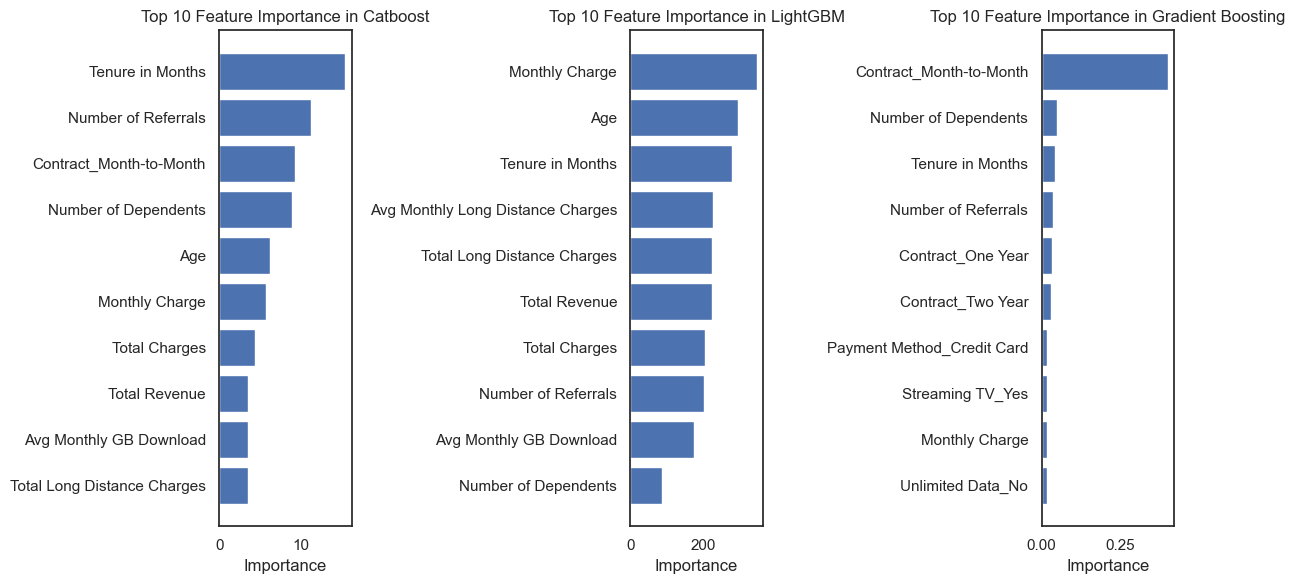 Top 10 Feature Importance in Catboost
Tenure in Months
Number of Referrals
Contract_Month-to-Month
Number of Dependents
Age
Monthly Charge
Total Charges
Total Revenue
Avg Monthly GB Download
Total Long Distance Charges
0 10
Importance
Top 10 Feature Importance in LightGBM
Monthly Charge
Age
Tenure in Months
Avg Monthly Long Distance Charges
Total Long Distance Charges
Total Revenue
Total Charges
Number of Referrals
Avg Monthly GB Download
Number of Dependents
0 200
Importance
Top 10 Feature Importance in Gradient Boosting
Contract_Month-to-Month
Number of Dependents
Tenure in Months
Number of Referrals
Contract_One Year
Contract_Two Year
Payment Method_Credit Card
Streaming TV_Yes
Monthly Charge
Unlimited Data_No
0.00 0.25
Importance